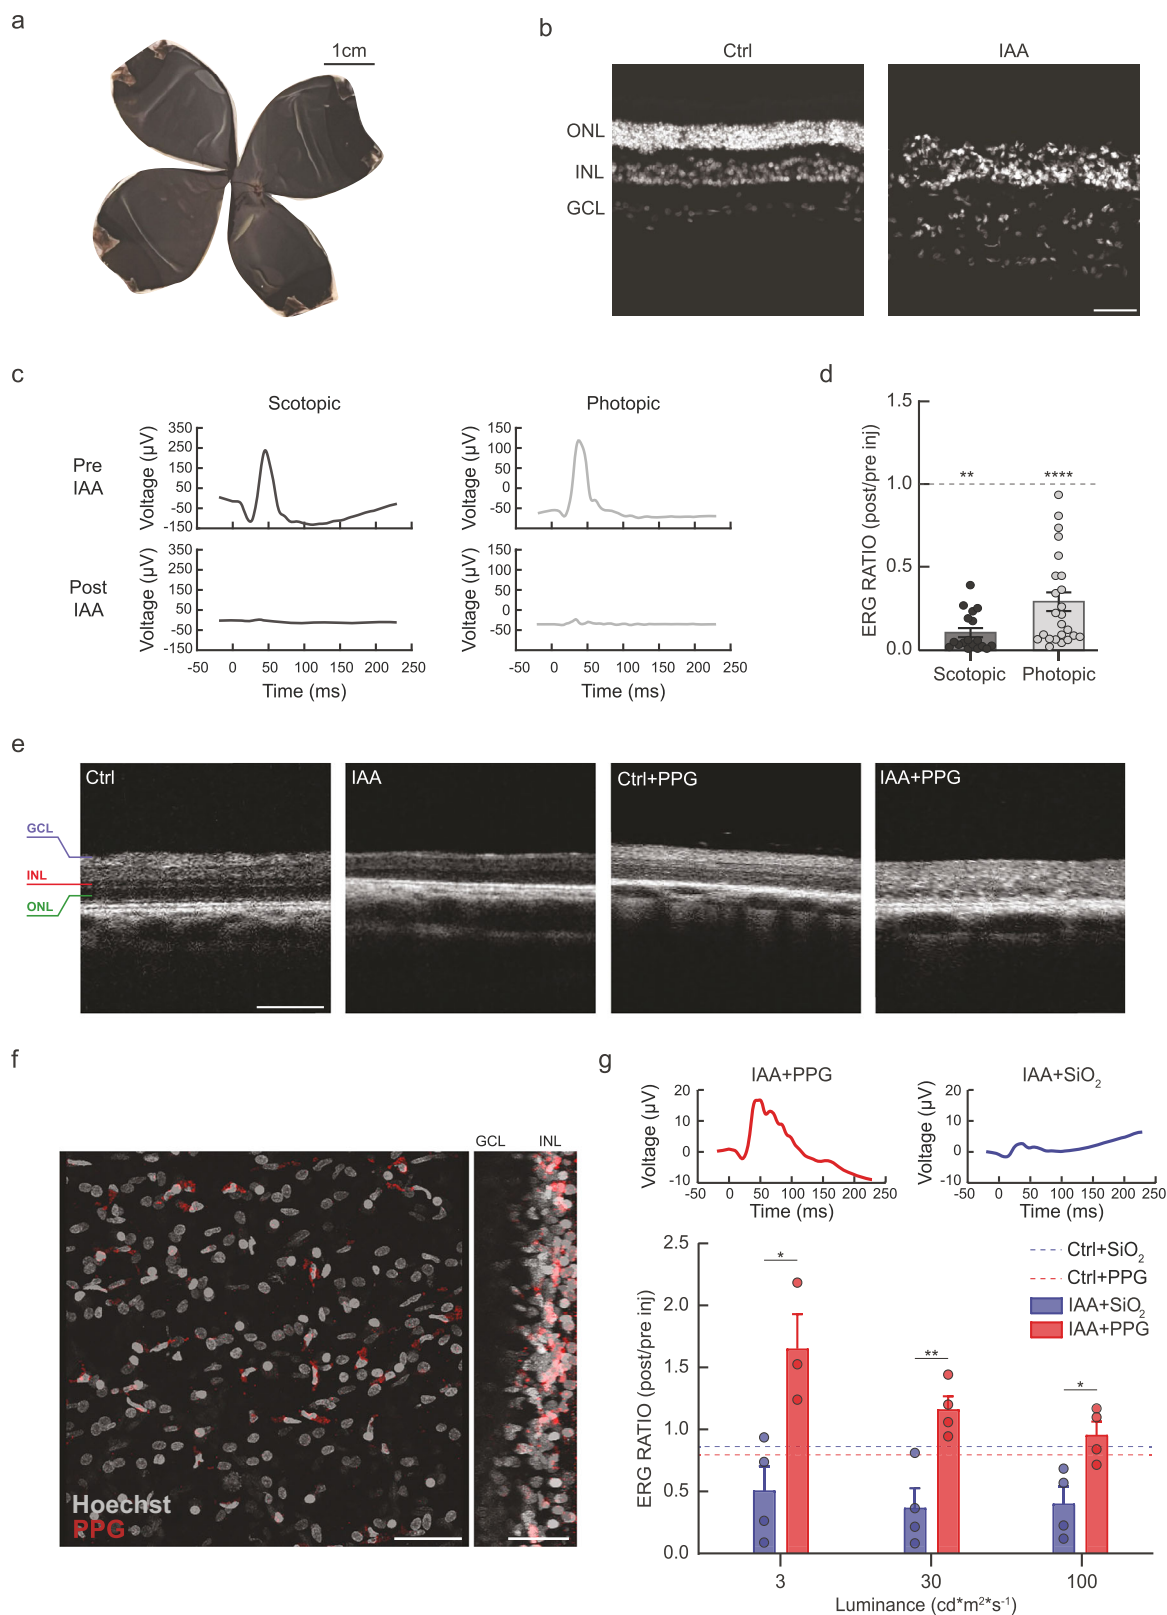 a
1cm
b
Ctrl
IAA
ONL
INL
GCL
c
Scotopic
Photopic
Pre
IAA
Voltage (µV)
350
250
150
50
-50
-150
Voltage (µV)
150
100
50
0
-50
Post
IAA
Voltage (µV)
350
250
150
50
-50
-150
-50 0 50 100 150 200 250
Time (ms)
Voltage (µV)
150
100
50
0
-50
-50 0 50 100 150 200 250
Time (ms)
d
ERG RATIO (post/pre inj)
1.5
1.0
0.5
0.0
**
****
Scotopic Photopic
e
Ctrl
IAA
Ctrl+PPG
IAA+PPG
GCL
INL
ONL
f
GCL INL
Hoechst
PPG
g
IAA+PPG
Voltage (µV)
20
10
0
-10
-50 0 50 100 150 200 250
Time (ms)
IAA+SiO2
Voltage (µV)
20
10
0
-10
-50 0 50 100 150 200 250
Time (ms)
ERG RATIO (post/pre inj)
2.5
2.0
1.5
1.0
0.5
0.0
*
**
*
Ctrl+SiO2
Ctrl+PPG
IAA+SiO2
IAA+PPG
3 30 100
Luminance (cd*m²*s⁻¹)